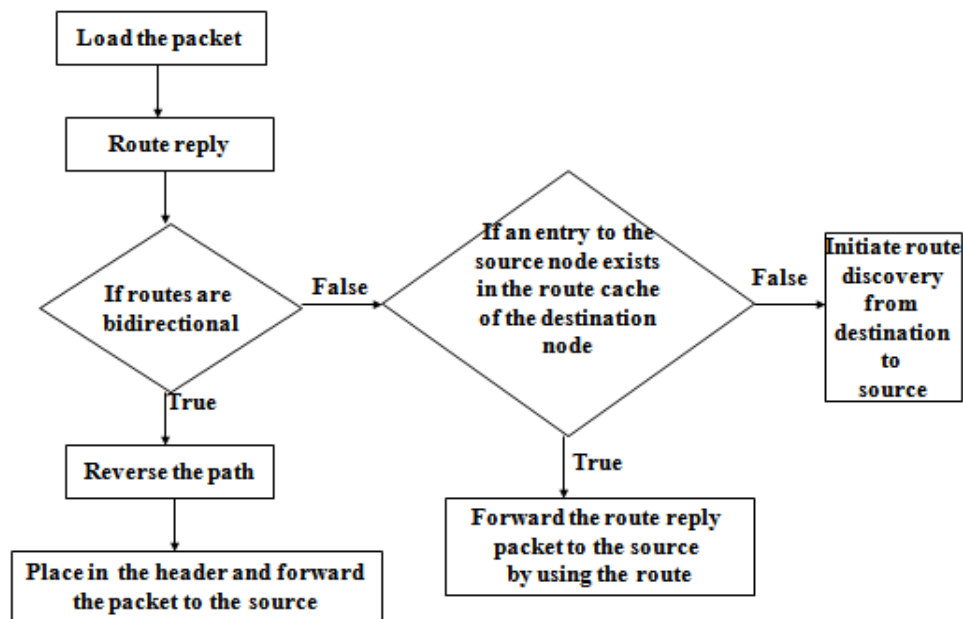 Load the packet
Route reply
If routes are
bidirectional
False
If an entry to the
source node exists
in the route cache
of the destination
node
False
Initiate route
discovery
from
destination
to
source
True
Reverse the path
Place in the header and forward
the packet to the source
True
Forward the route reply
packet to the source
by using the route